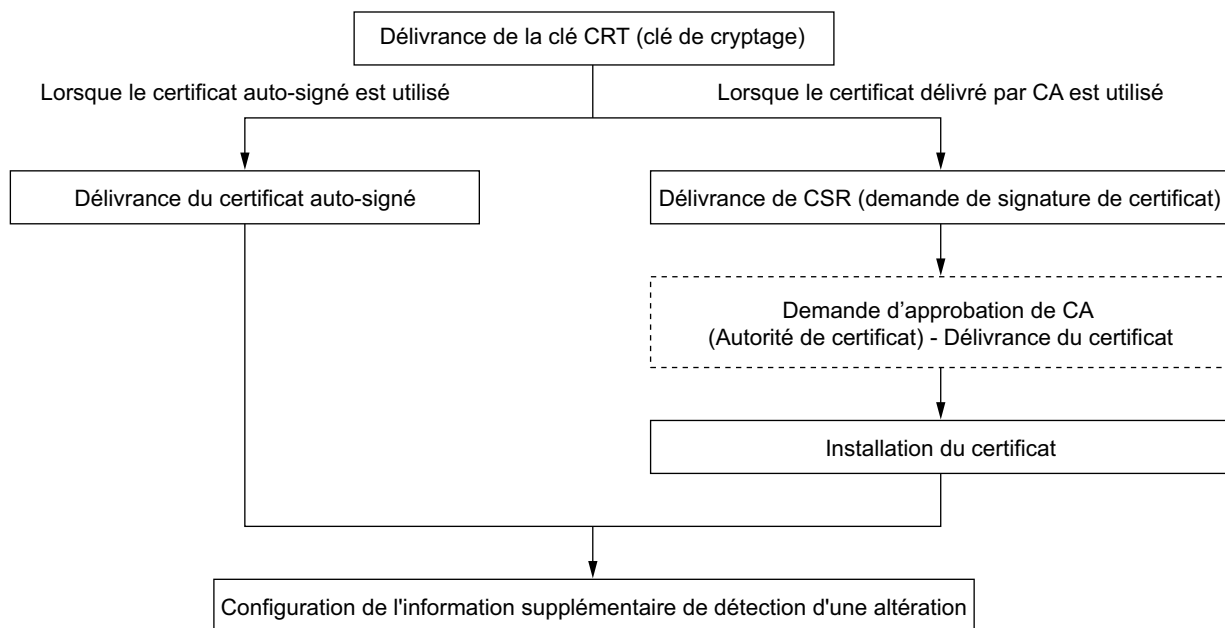 Délivrance de la clé CRT (clé de cryptage)
Lorsque le certificat auto-signé est utilisé
Lorsque le certificat délivré par CA est utilisé
Délivrance du certificat auto-signé
Délivrance de CSR (demande de signature de certificat)
Demande d’approbation de CA
(Autorité de certificat) - Délivrance du certificat
Installation du certificat
Configuration de l'information supplémentaire de détection d'une altération